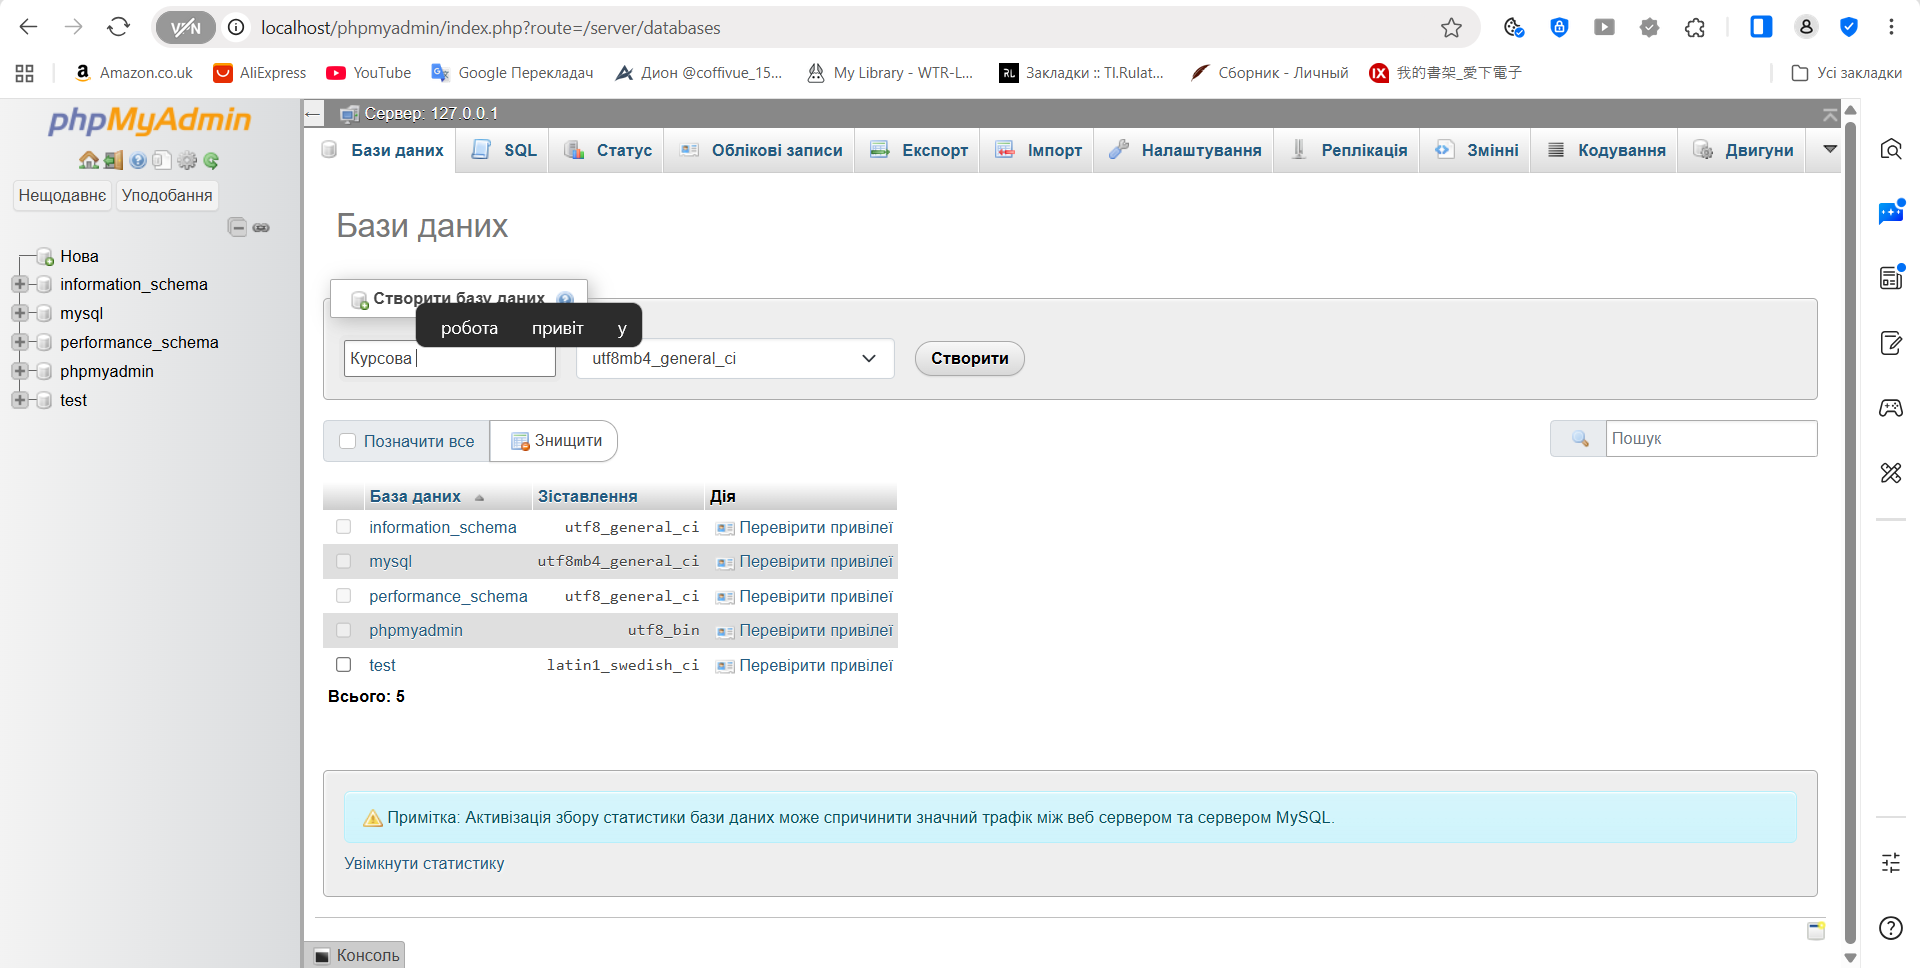 VPN
localhost/phpmyadmin/index.php?route=/server/databases
Amazon.co.uk
AliExpress
YouTube
Google Перекладач
Дион @coffivue_15...
My Library - WTR-L...
RL Закладки :: Tl.Rulat...
Сборник - Личный
IX 我的書架_愛下電子
Усі закладки
phpMyAdmin
Нещодавнє
Уподобання
Нова
information_schema
mysql
performance_schema
phpmyadmin
test
Сервер: 127.0.0.1
Бази даних
SQL
Статус
Облікові записи
Експорт
Імпорт
Налаштування
Реплікація
Змінні
Кодування
Двигуни
Бази даних
Створити базу даних
робота привіт у
Курсова
utf8mb4_general_ci
Створити
Позначити все
Знищити
Пошук
База даних Зіставлення Дія
information_schema utf8_general_ci Перевірити привілеї
mysql utf8mb4_general_ci Перевірити привілеї
performance_schema utf8_general_ci Перевірити привілеї
phpmyadmin utf8_bin Перевірити привілеї
test latin1_swedish_ci Перевірити привілеї
Всього: 5
Примітка: Активізація збору статистики бази даних може спричинити значний трафік між веб сервером та сервером MySQL.
Увімкнути статистику
Консоль